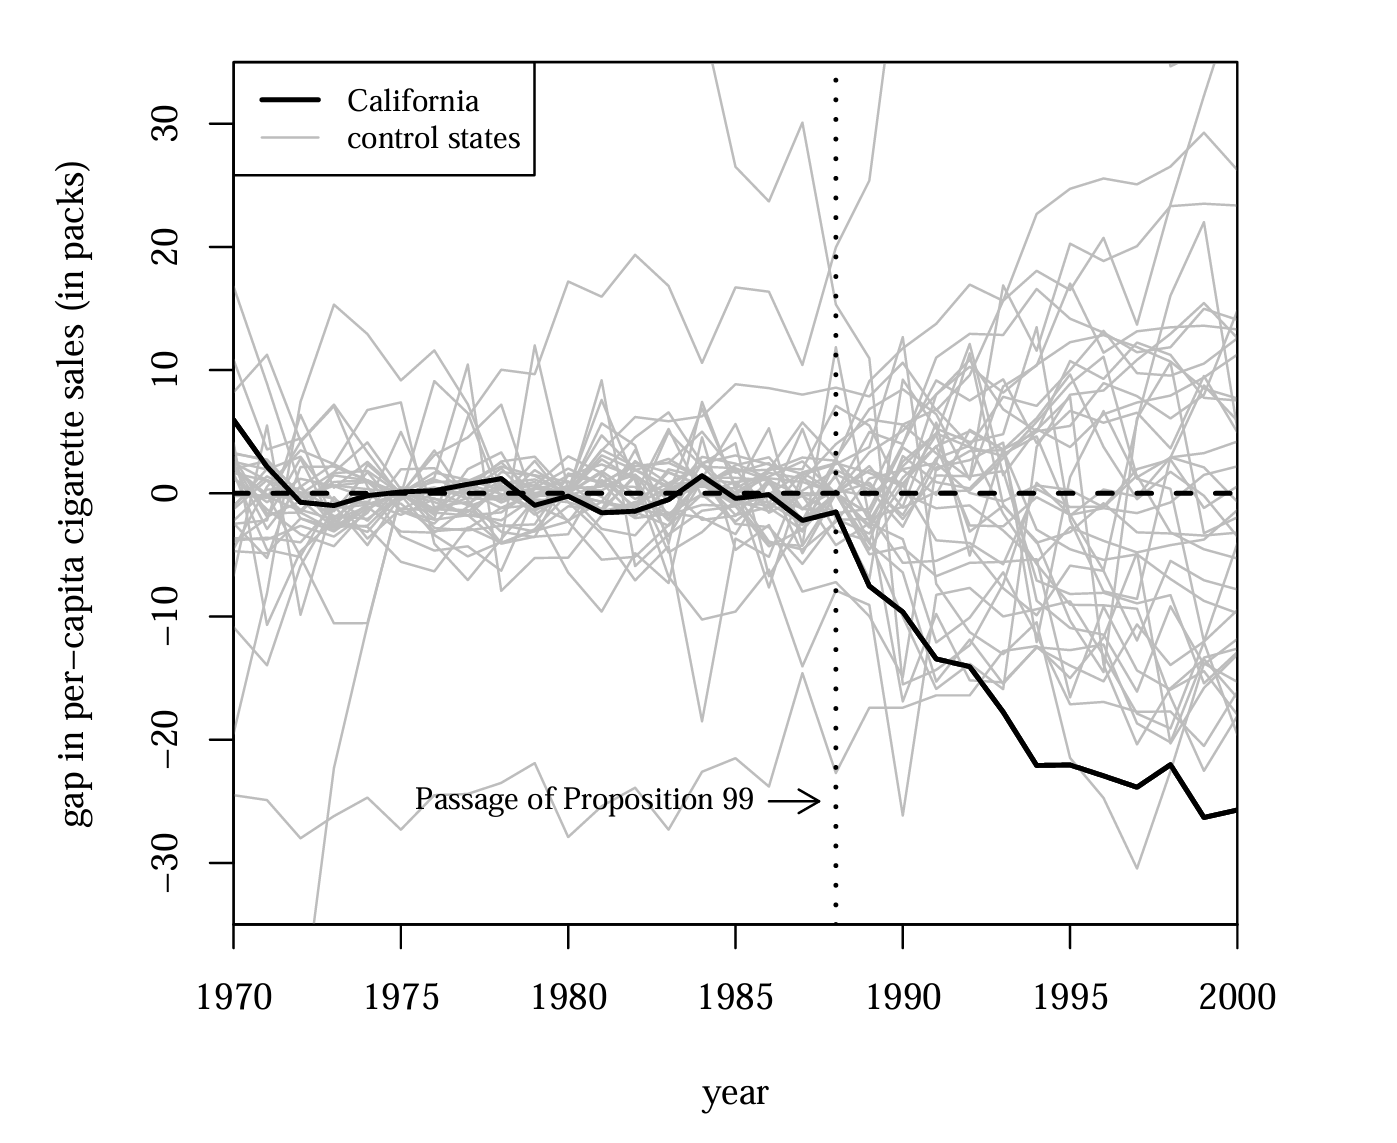 California
control states
gap in per−capita cigarette sales (in packs)
30
20
10
0
−10
−20
−30
Passage of Proposition 99
1970 1975 1980 1985 1990 1995 2000
year